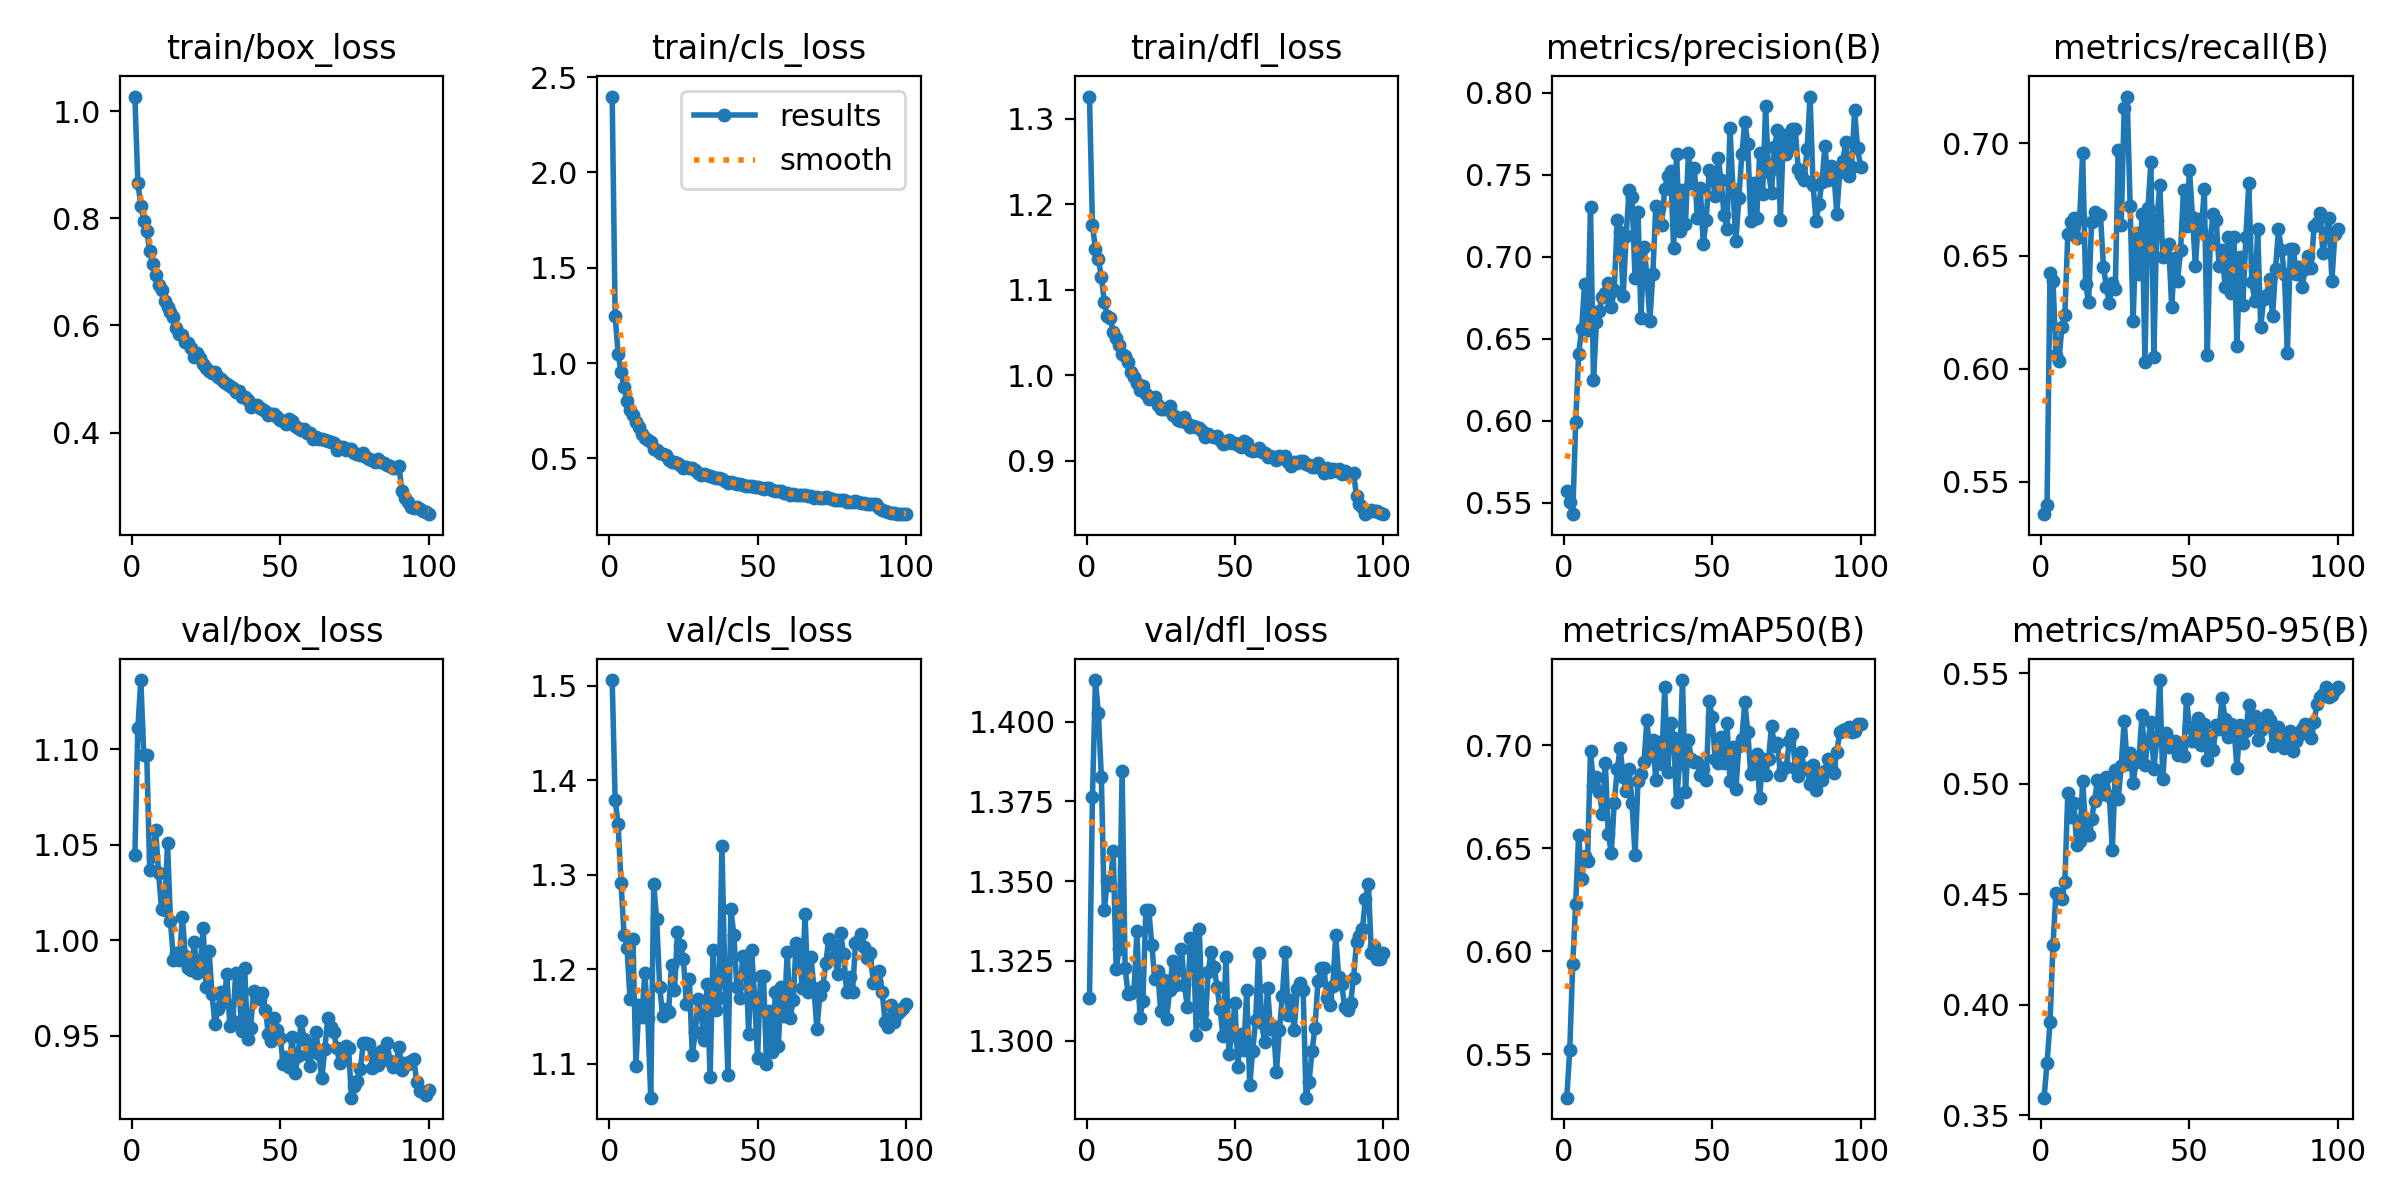 train/box_loss
1.0
0.8
0.6
0.4
0 50 100
train/cls_loss
2.5
2.0
1.5
1.0
0.5
results
smooth
0 50 100
train/dfl_loss
1.3
1.2
1.1
1.0
0.9
0 50 100
metrics/precision(B)
0.80
0.75
0.70
0.65
0.60
0.55
0 50 100
metrics/recall(B)
0.70
0.65
0.60
0.55
0 50 100
val/box_loss
1.10
1.05
1.00
0.95
0 50 100
val/cls_loss
1.5
1.4
1.3
1.2
1.1
0 50 100
val/dfl_loss
1.400
1.375
1.350
1.325
1.300
0 50 100
metrics/mAP50(B)
0.70
0.65
0.60
0.55
0 50 100
metrics/mAP50-95(B)
0.55
0.50
0.45
0.40
0.35
0 50 100